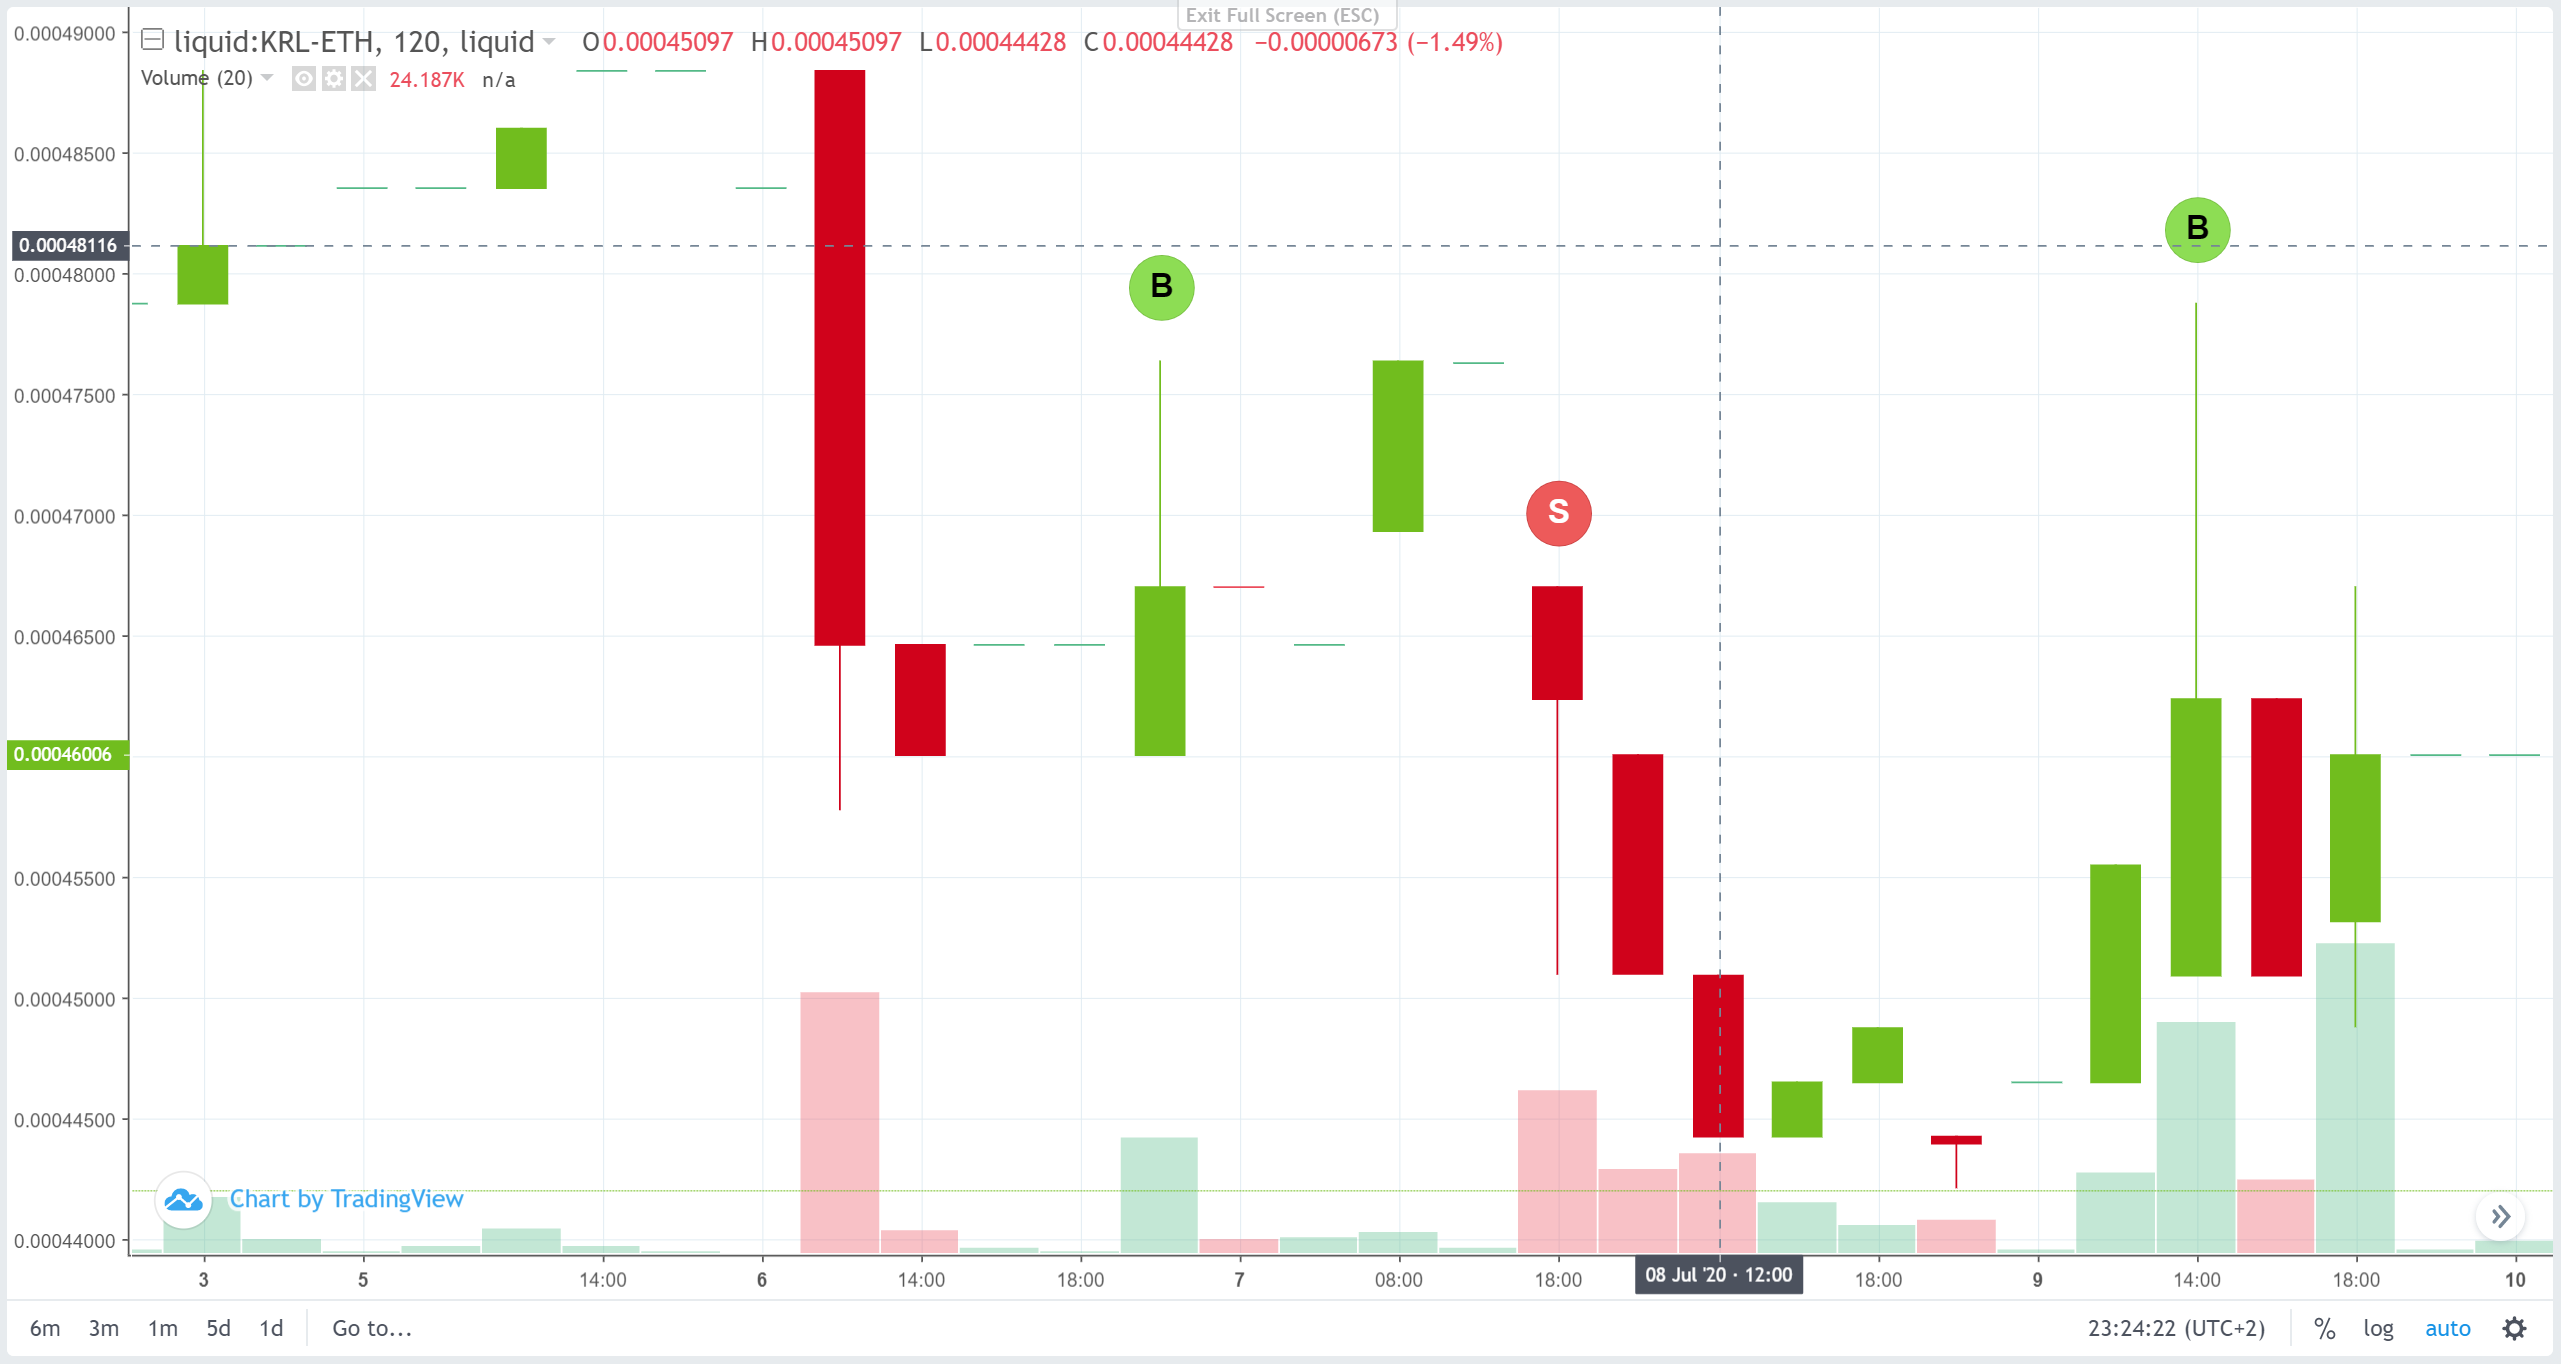 Exit Full Screen (ESC)
liquid:KRL-ETH, 120, liquid O0.00045097 H0.00045097 L0.00044428 C0.00044428 −0.00000673 (−1.49%)
Volume (20) 24.187K n/a
0.00049000
0.00048500
0.00048116
0.00048000
0.00047500
0.00047000
0.00046500
0.00046006
0.00045500
0.00045000
0.00044500
0.00044000
B
S
B
Chart by TradingView
3 5 14:00 6 14:00 18:00 7 08:00 18:00 08 Jul '20 · 12:00 18:00 9 14:00 18:00 10
6m 3m 1m 5d 1d Go to... 23:24:22 (UTC+2) % log auto